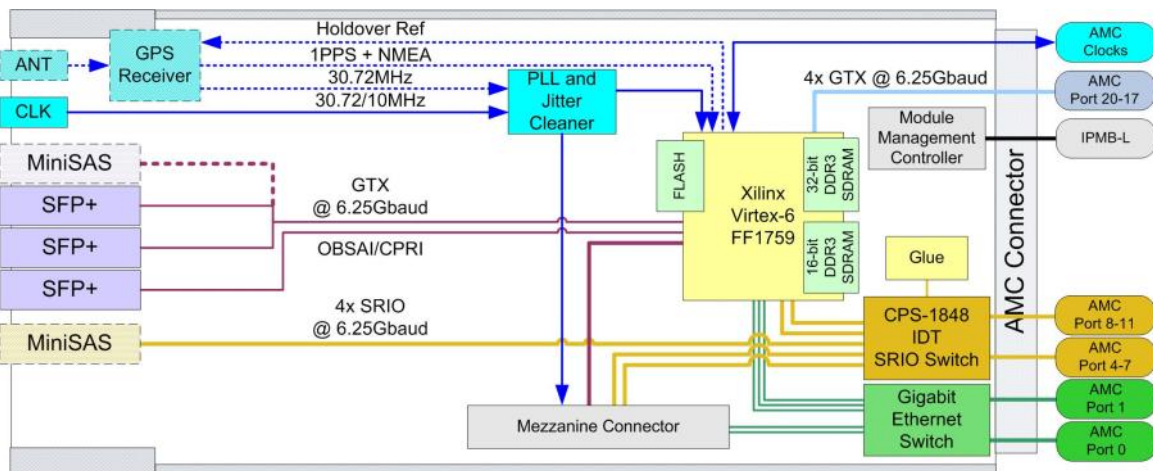 Holdover Ref
1PPS + NMEA
30.72MHz
30.72/10MHz
ANT
GPS
Receiver
CLK
PLL and
Jitter
Cleaner
4x GTX @ 6.25Gbaud
AMC
Clocks
AMC
Port 20-17
Module
Management
Controller
IPMB-L
MiniSAS
SFP+
SFP+
SFP+
MiniSAS
GTX
@ 6.25Gbaud
OBSAI/CPRI
4x SRIO
@ 6.25Gbaud
FLASH
Xilinx
Virtex-6
FF1759
32-bit
DDR3
SDRAM
16-bit
DDR3
SDRAM
Glue
CPS-1848
IDT
SRIO Switch
Gigabit
Ethernet
Switch
Mezzanine Connector
AMC Connector
AMC
Port 8-11
AMC
Port 4-7
AMC
Port 1
AMC
Port 0